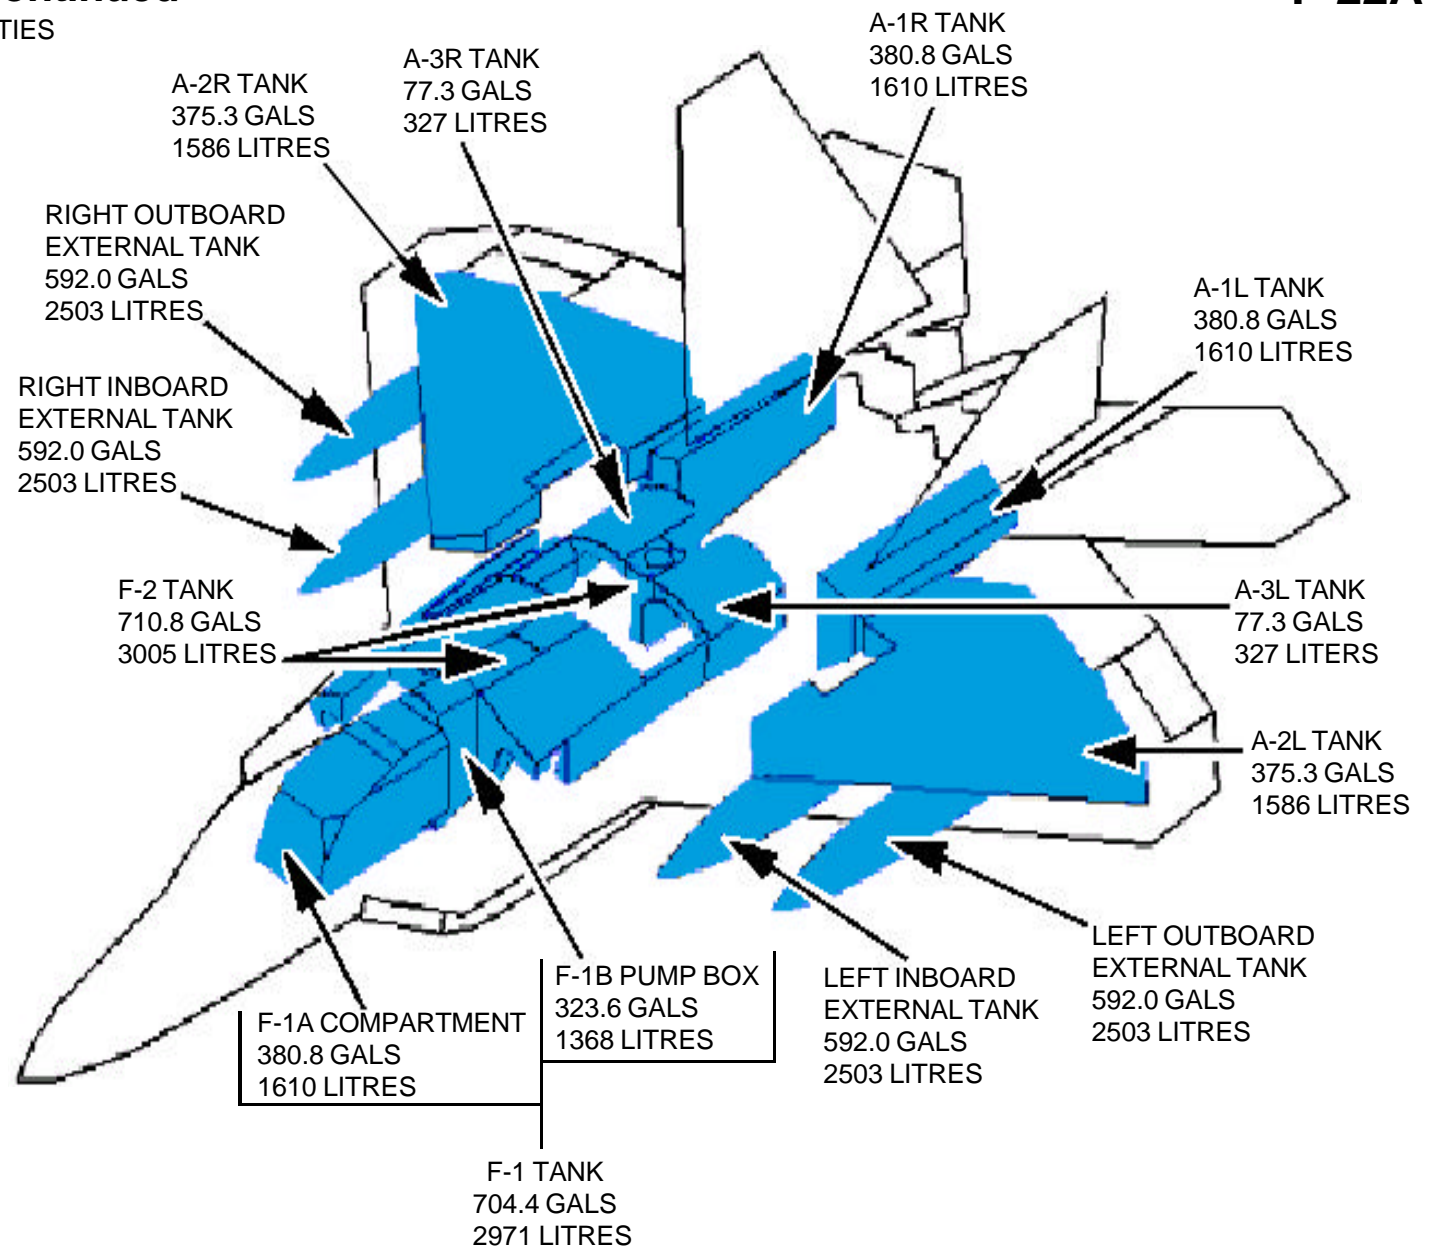 TIES
A-1R TANK
380.8 GALS
1610 LITRES
A-3R TANK
77.3 GALS
327 LITRES
A-2R TANK
375.3 GALS
1586 LITRES
RIGHT OUTBOARD
EXTERNAL TANK
592.0 GALS
2503 LITRES
A-1L TANK
380.8 GALS
1610 LITRES
RIGHT INBOARD
EXTERNAL TANK
592.0 GALS
2503 LITRES
F-2 TANK
710.8 GALS
3005 LITRES
A-3L TANK
77.3 GALS
327 LITERS
A-2L TANK
375.3 GALS
1586 LITRES
LEFT OUTBOARD
EXTERNAL TANK
592.0 GALS
2503 LITRES
LEFT INBOARD
EXTERNAL TANK
592.0 GALS
2503 LITRES
F-1B PUMP BOX
323.6 GALS
1368 LITRES
F-1A COMPARTMENT
380.8 GALS
1610 LITRES
F-1 TANK
704.4 GALS
2971 LITRES